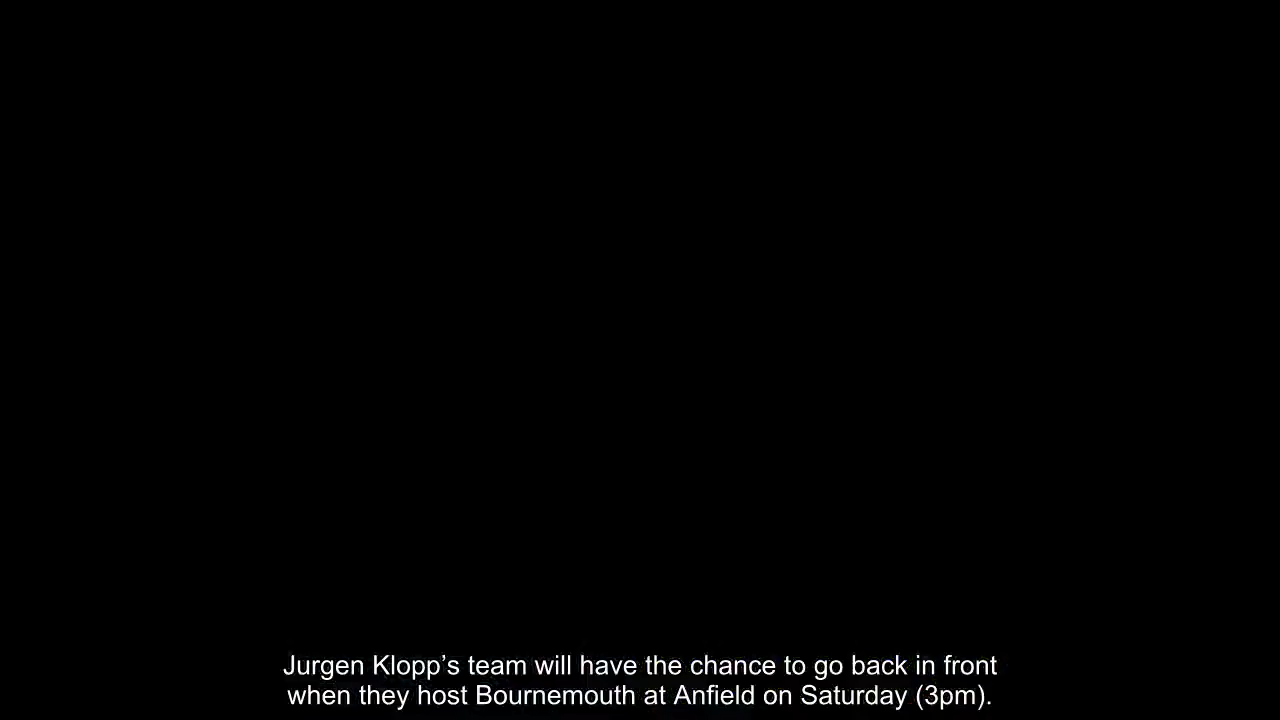 Jurgen Klopp’s team will have the chance to go back in front
when they host Bournemouth at Anfield on Saturday (3pm).